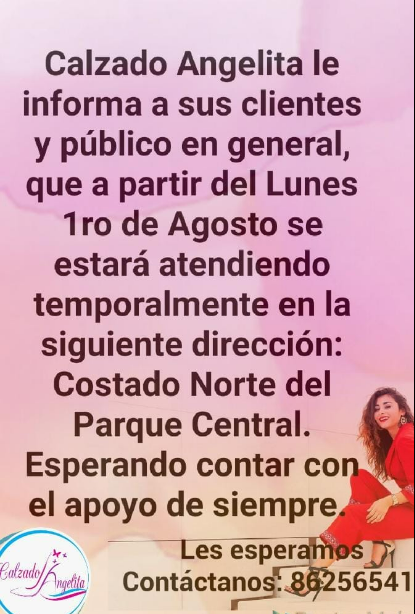 Calzado Angelita le
informa a sus clientes
y público en general,
que a partir del Lunes
1ro de Agosto se
estará atendiendo
temporalmente en la
siguiente dirección:
Costado Norte del
Parque Central.
Esperando contar con
el apoyo de siempre.
Les esperamos
Contáctanos: 86256541
Calzado Angelita